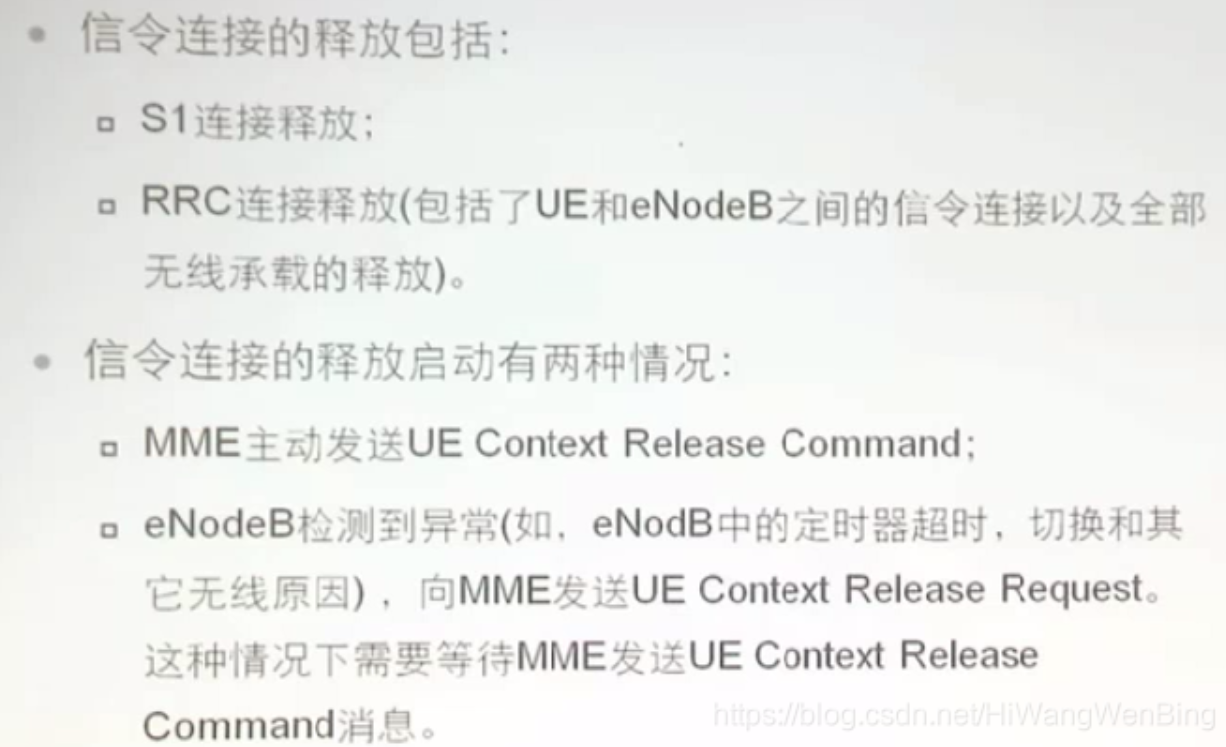 • 信令连接的释放包括：
▫ S1连接释放；
▫ RRC连接释放(包括了UE和eNodeB之间的信令连接以及全部
无线承载的释放)。
• 信令连接的释放启动有两种情况：
▫ MME主动发送UE Context Release Command；
▫ eNodeB检测到异常(如，eNodB中的定时器超时，切换和其
它无线原因)，向MME发送UE Context Release Request。
这种情况下需要等待MME发送UE Context Release
Command消息。
https://blog.csdn.net/HiWangWenBing